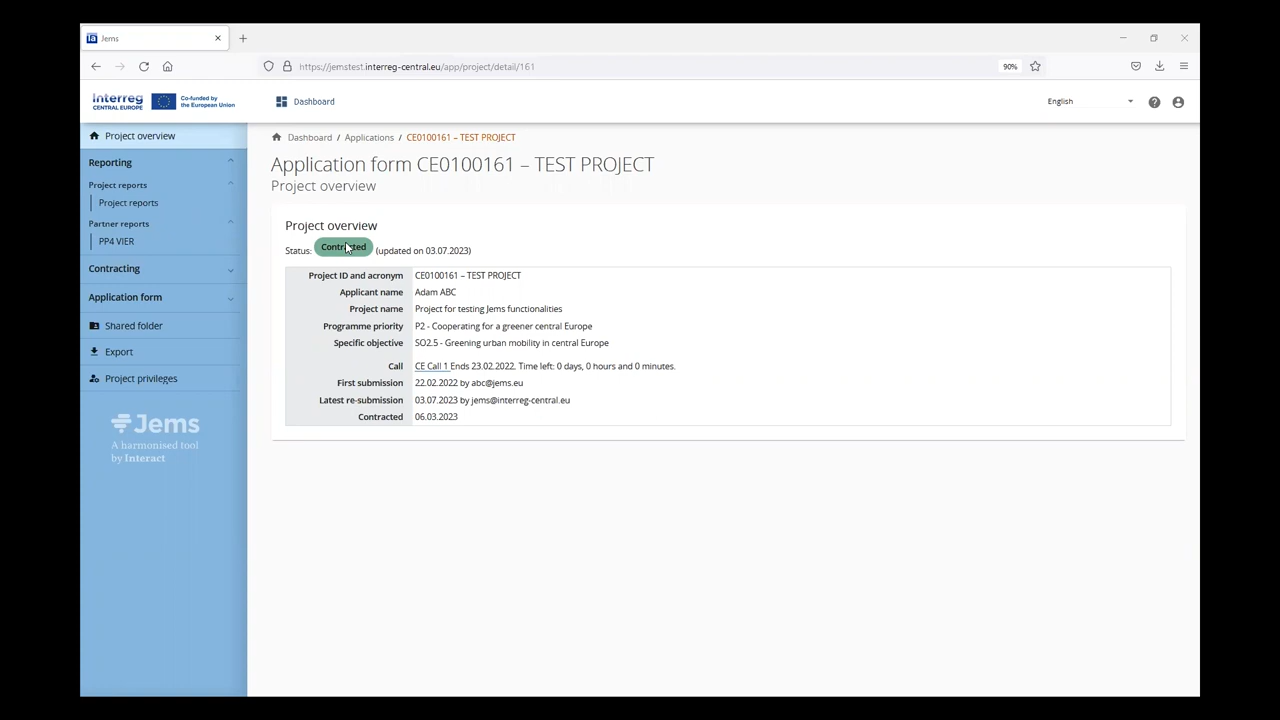 Jems
https://jemstest.interreg-central.eu/app/project/detail/161
90%
Interreg
CENTRAL EUROPE
Co-funded by
the European Union
Dashboard
English
Project overview
Reporting
Project reports
Project reports
Partner reports
PP4 VIER
Contracting
Application form
Shared folder
Export
Project privileges
Jems
A harmonised tool
by Interact
Dashboard / Applications / CE0100161 – TEST PROJECT
Application form CE0100161 – TEST PROJECT
Project overview
Project overview
Status: Contracted (updated on 03.07.2023)
Project ID and acronym CE0100161 – TEST PROJECT
Applicant name Adam ABC
Project name Project for testing Jems functionalities
Programme priority P2 - Cooperating for a greener central Europe
Specific objective SO2.5 - Greening urban mobility in central Europe
Call CE Call 1 Ends 23.02.2022. Time left: 0 days, 0 hours and 0 minutes.
First submission 22.02.2022 by abc@jems.eu
Latest re-submission 03.07.2023 by jems@interreg-central.eu
Contracted 06.03.2023